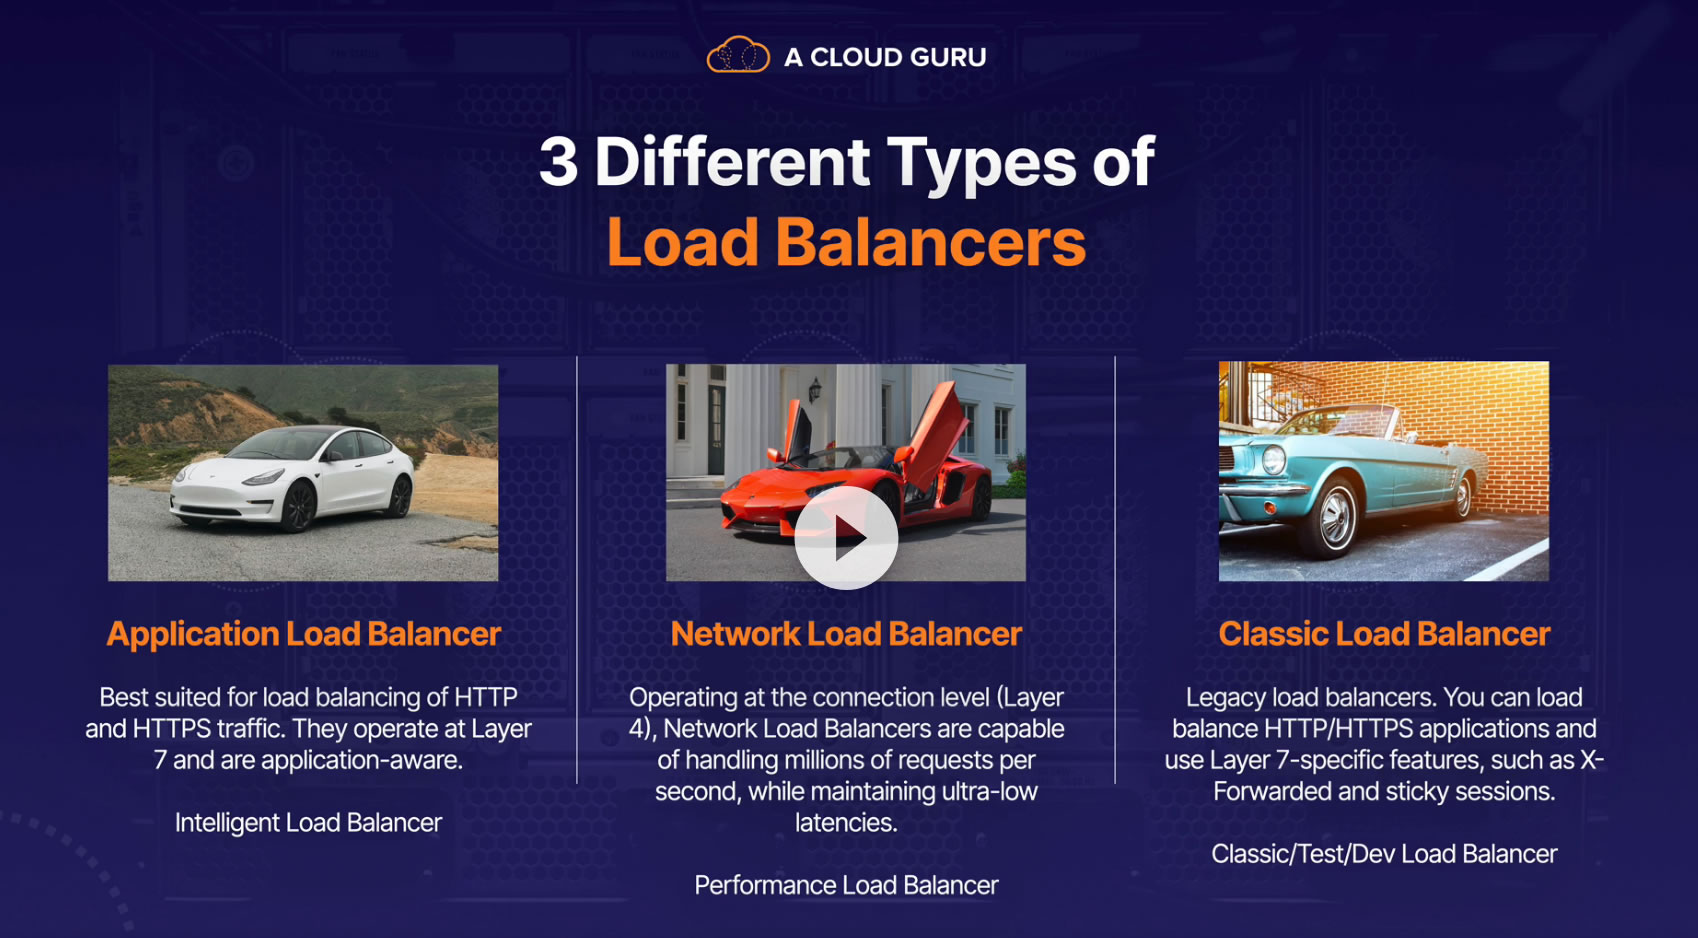 A CLOUD GURU
3 Different Types of
Load Balancers
Application Load Balancer
Best suited for load balancing of HTTP
and HTTPS traffic. They operate at Layer
7 and are application-aware.
Intelligent Load Balancer
Network Load Balancer
Operating at the connection level (Layer
4), Network Load Balancers are capable
of handling millions of requests per
second, while maintaining ultra-low
latencies.
Performance Load Balancer
Classic Load Balancer
Legacy load balancers. You can load
balance HTTP/HTTPS applications and
use Layer 7-specific features, such as X-
Forwarded and sticky sessions.
Classic/Test/Dev Load Balancer